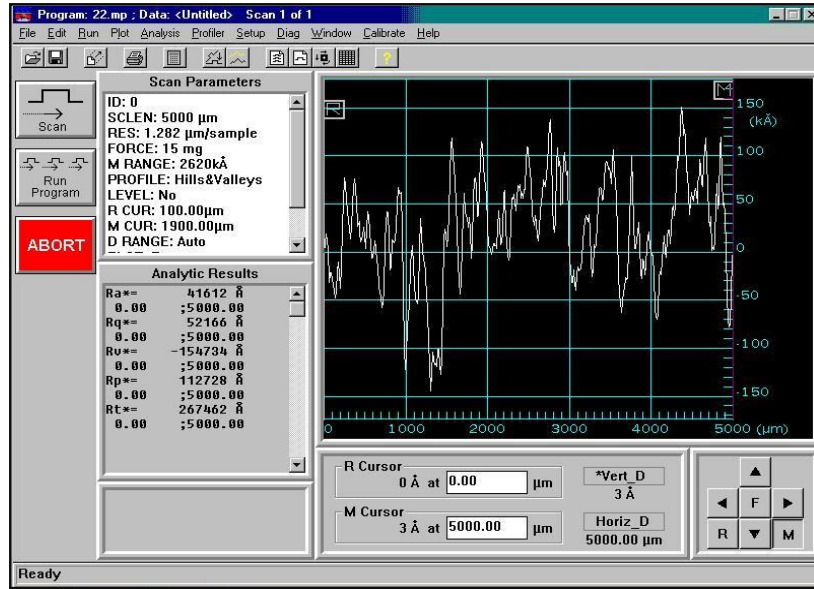 Program: 22.mp ; Data: <Untitled> Scan 1 of 1
File Edit Run Plot Analysis Profiler Setup Diag Window Calibrate Help
Scan
Run
Program
ABORT
Scan Parameters
ID: 0
SCLEN: 5000 µm
RES: 1.282 µm/sample
FORCE: 15 mg
M RANGE: 2620kÅ
PROFILE: Hills&Valleys
LEVEL: No
R CUR: 100.00µm
M CUR: 1900.00µm
D RANGE: Auto
Analytic Results
Ra*= 41612 Å
0.00 ;5000.00
Rq*= 52166 Å
0.00 ;5000.00
Rv*= -154734 Å
0.00 ;5000.00
Rp*= 112728 Å
0.00 ;5000.00
Rt*= 267462 Å
0.00 ;5000.00
R
M
150
(kÅ)
100
50
0
-50
-100
-150
0 1000 2000 3000 4000 5000 (µm)
R Cursor
0 Å at 0.00 µm
M Cursor
3 Å at 5000.00 µm
*Vert_D
3 Å
Horiz_D
5000.00 µm
F
R
M
Ready